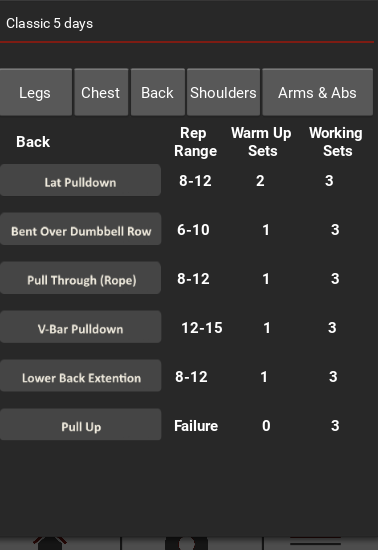 Classic 5 days
Legs Chest Back Shoulders Arms & Abs
Back Rep Range Warm Up Sets Working Sets
Lat Pulldown 8-12 2 3
Bent Over Dumbbell Row 6-10 1 3
Pull Through (Rope) 8-12 1 3
V-Bar Pulldown 12-15 1 3
Lower Back Extention 8-12 1 3
Pull Up Failure 0 3